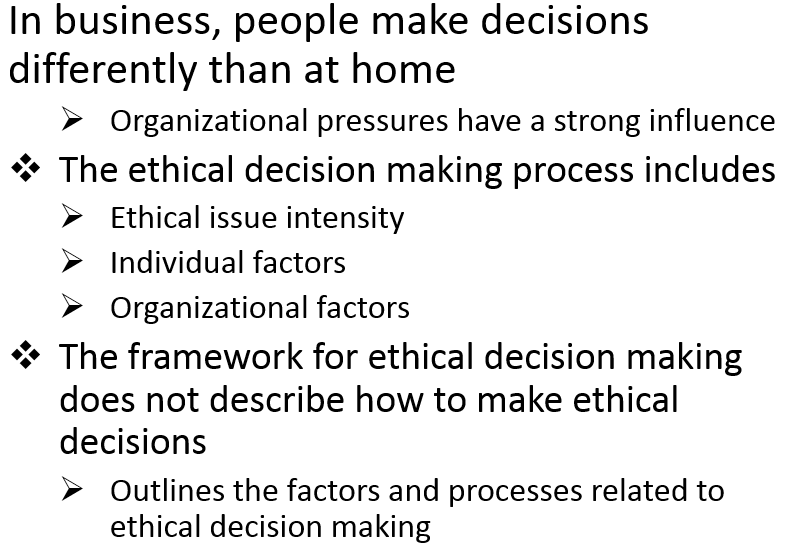 In business, people make decisions
differently than at home
➢ Organizational pressures have a strong influence
❖ The ethical decision making process includes
➢ Ethical issue intensity
➢ Individual factors
➢ Organizational factors
❖ The framework for ethical decision making
does not describe how to make ethical
decisions
➢ Outlines the factors and processes related to
ethical decision making